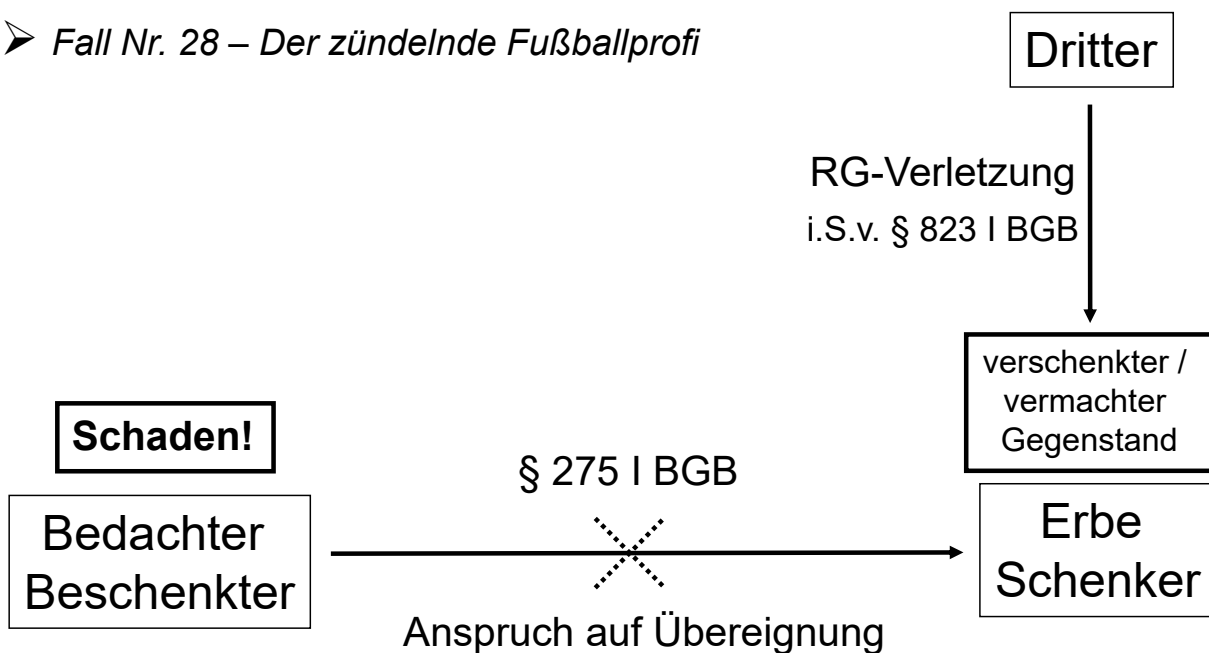 ➢ Fall Nr. 28 – Der zündelnde Fußballprofi
Dritter
RG-Verletzung
i.S.v. § 823 I BGB
verschenkter /
vermachter
Gegenstand
Schaden!
§ 275 I BGB
Bedachter
Beschenkter
Erbe
Schenker
Anspruch auf Übereignung